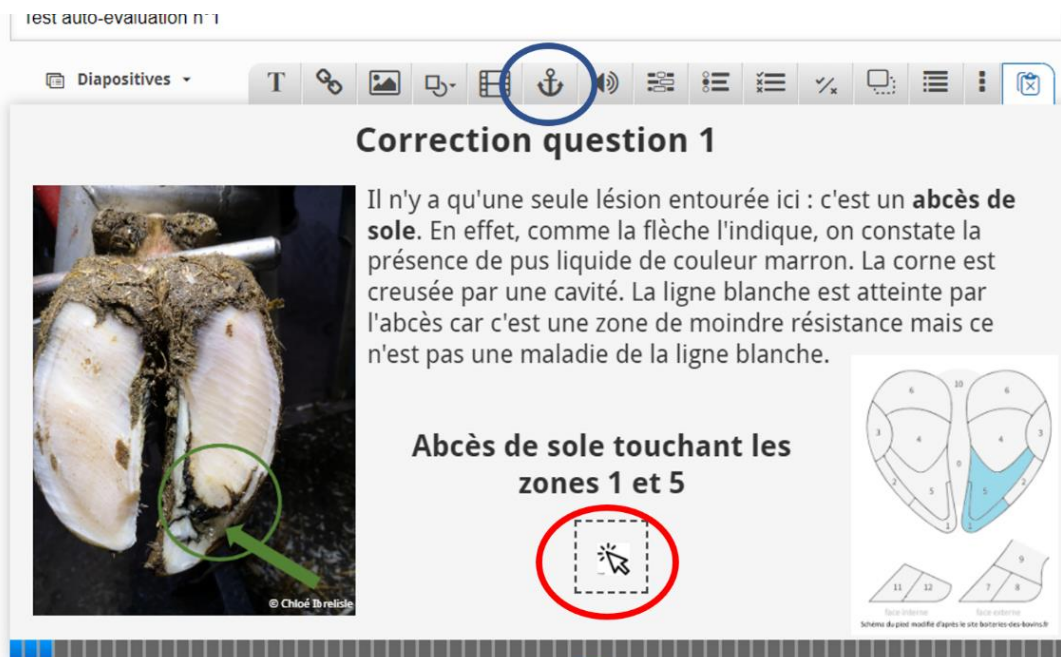 Test auto-évaluation n°1
Diapositives
T
Correction question 1
Il n'y a qu'une seule lésion entourée ici : c'est un abcès de
sole. En effet, comme la flèche l'indique, on constate la
présence de pus liquide de couleur marron. La corne est
creusée par une cavité. La ligne blanche est atteinte par
l'abcès car c'est une zone de moindre résistance mais ce
n'est pas une maladie de la ligne blanche.
Abcès de sole touchant les
zones 1 et 5
© Chloé Ibrelisle
6 10 6
3 4 4 3
0
2 5 5 2
1 1
9
11 12 7 8
face interne face externe
Schéma du pied modifié d'après le site boiteries-des-bovins.fr